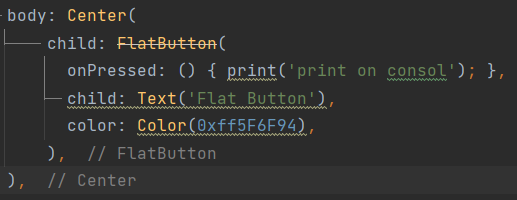 body: Center(
child: FlatButton(
onPressed: () { print('print on consol'); },
child: Text('Flat Button'),
color: Color(0xff5F6F94),
),  // FlatButton
),  // Center